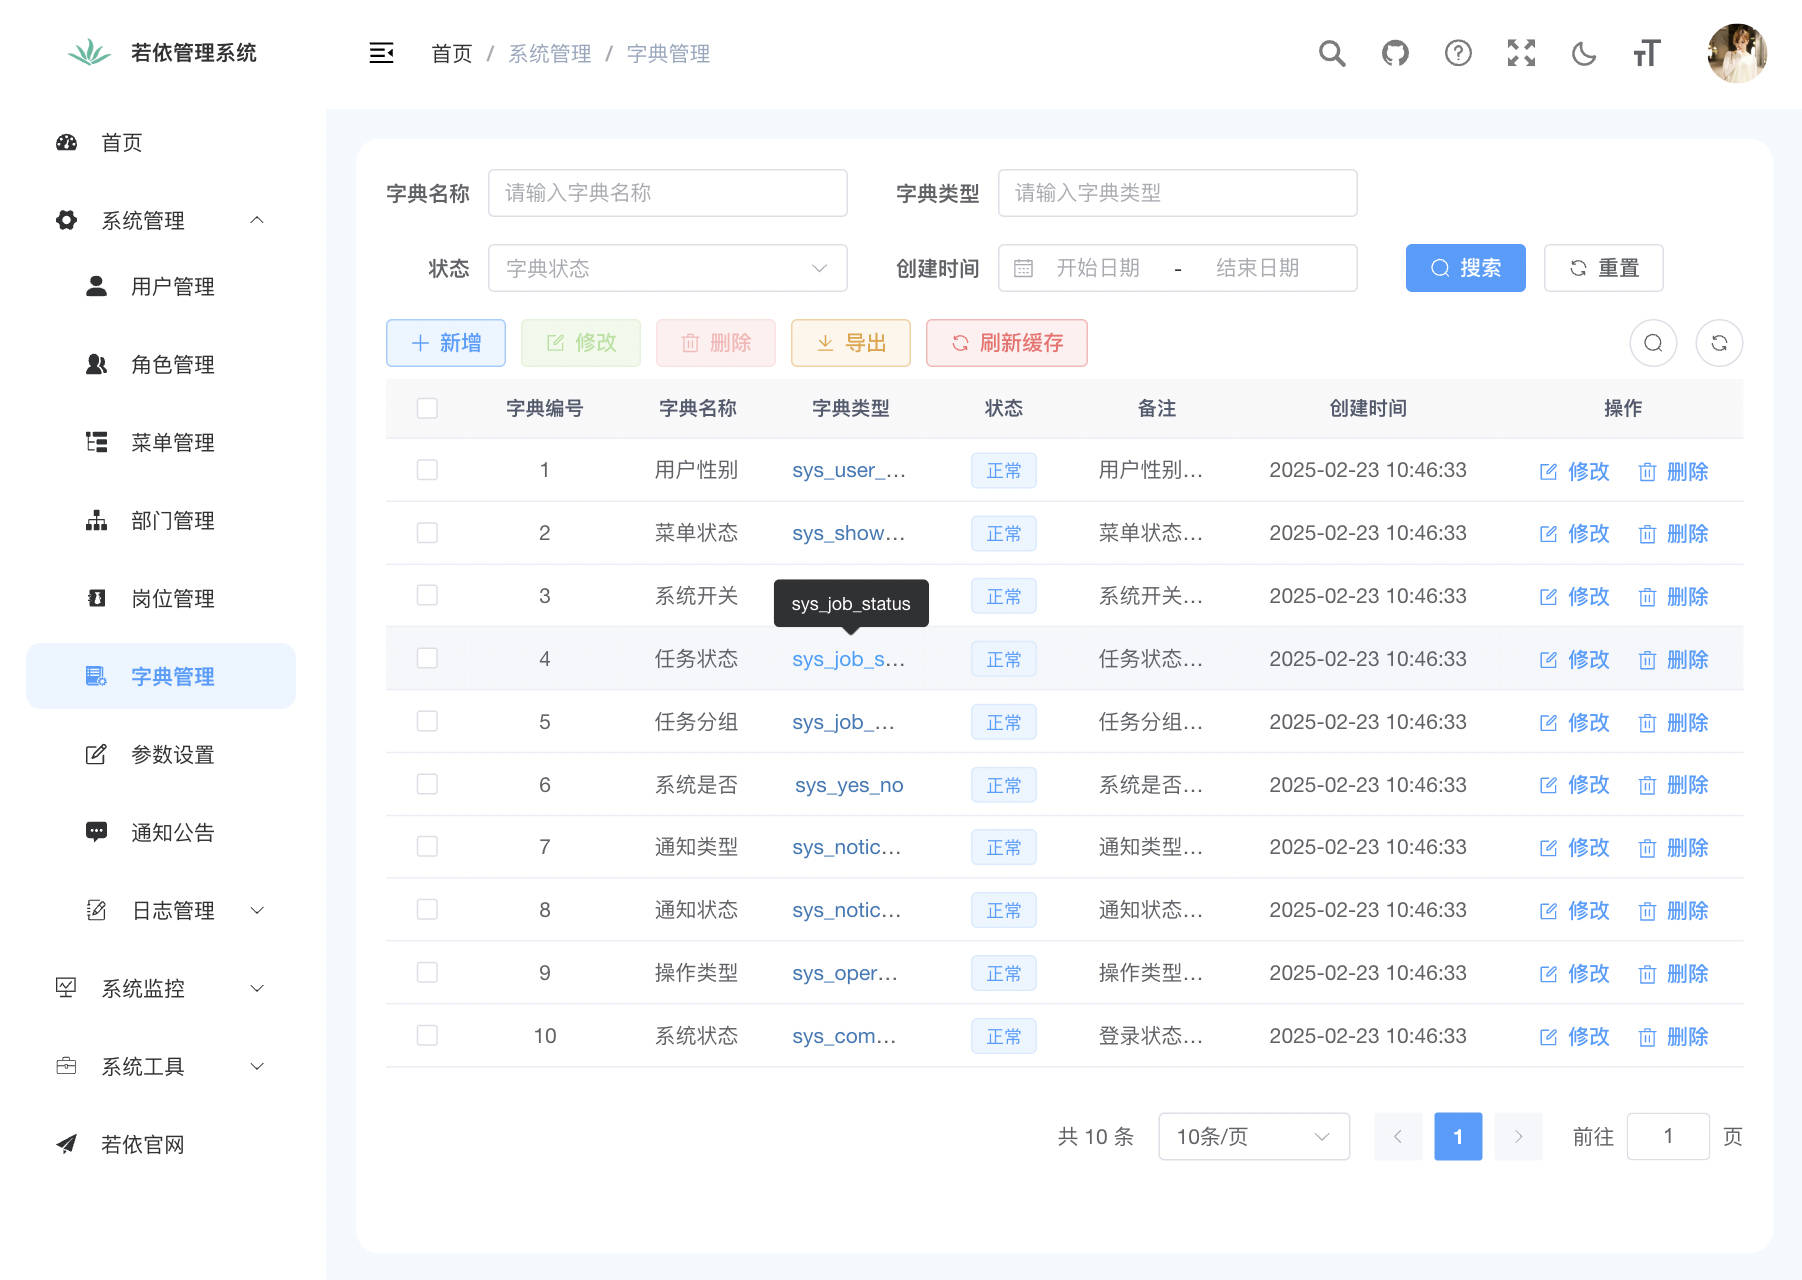 若依管理系统
首页 / 系统管理 / 字典管理
首页
系统管理
用户管理
角色管理
菜单管理
部门管理
岗位管理
字典管理
参数设置
通知公告
日志管理
系统监控
系统工具
若依官网
字典名称 请输入字典名称 字典类型 请输入字典类型
状态 字典状态 创建时间 开始日期 - 结束日期 搜索 重置
新增 修改 删除 导出 刷新缓存
字典编号 字典名称 字典类型 状态 备注 创建时间 操作
1 用户性别 sys_user_... 正常 用户性别... 2025-02-23 10:46:33 修改 删除
2 菜单状态 sys_show... 正常 菜单状态... 2025-02-23 10:46:33 修改 删除
3 系统开关 正常 系统开关... 2025-02-23 10:46:33 修改 删除
sys_job_status
4 任务状态 sys_job_s... 正常 任务状态... 2025-02-23 10:46:33 修改 删除
5 任务分组 sys_job_... 正常 任务分组... 2025-02-23 10:46:33 修改 删除
6 系统是否 sys_yes_no 正常 系统是否... 2025-02-23 10:46:33 修改 删除
7 通知类型 sys_notic... 正常 通知类型... 2025-02-23 10:46:33 修改 删除
8 通知状态 sys_notic... 正常 通知状态... 2025-02-23 10:46:33 修改 删除
9 操作类型 sys_oper... 正常 操作类型... 2025-02-23 10:46:33 修改 删除
10 系统状态 sys_com... 正常 登录状态... 2025-02-23 10:46:33 修改 删除
共 10 条 10条/页 1 前往 1 页